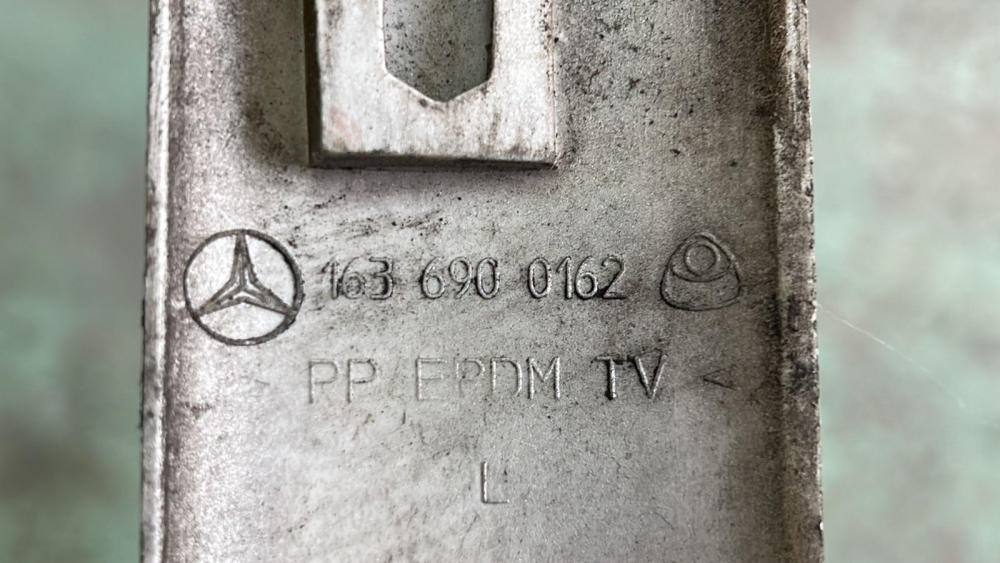 163 690 0162
> PP EPDM TV <
L